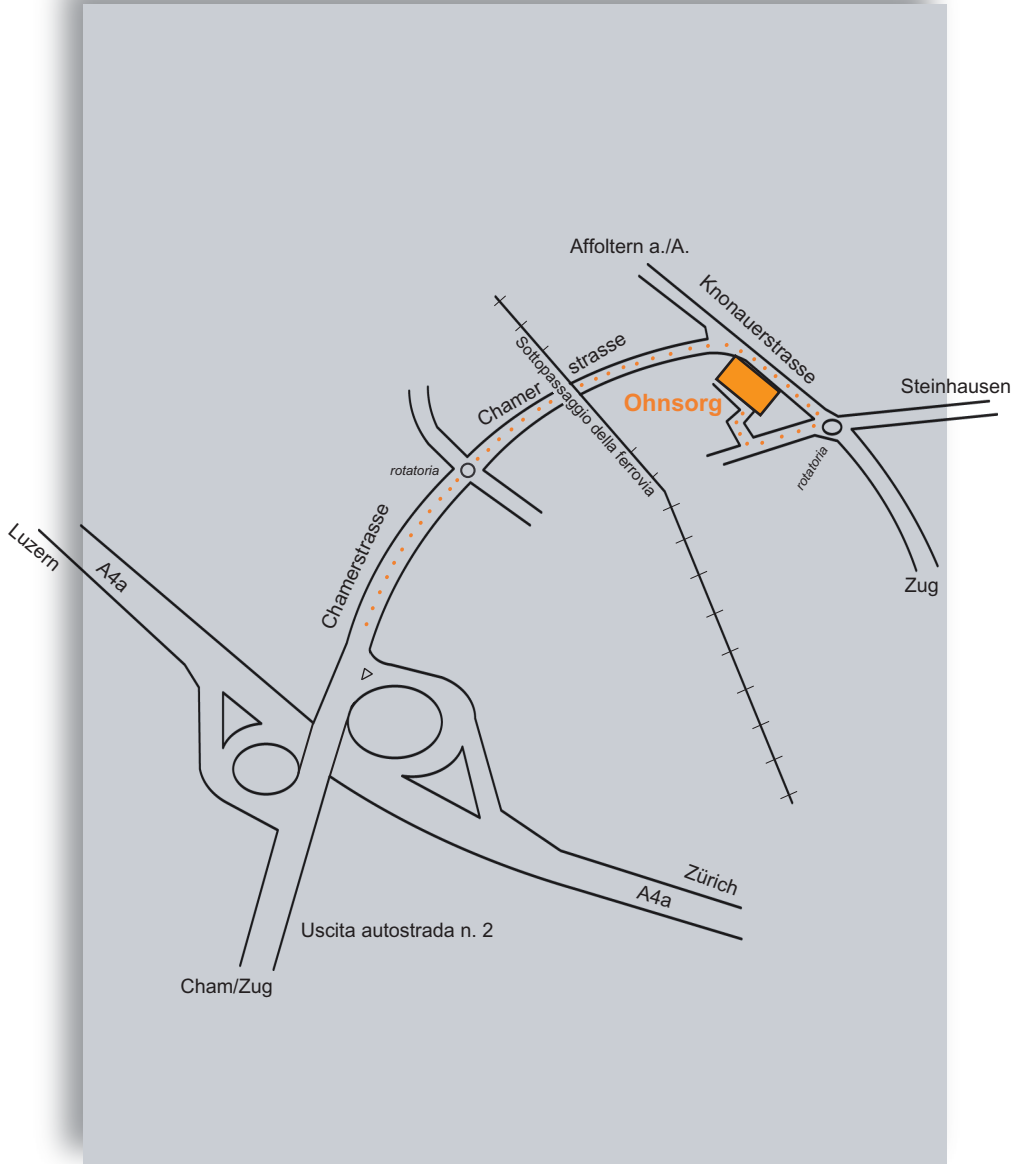 Affoltern a./A.
Knonauerstrasse
Sottopassaggio della ferrovia
strasse
Chamer
Steinhausen
Ohnsorg
rotatoria
rotatoria
Chamerstrasse
Luzern
A4a
Zug
Zürich
A4a
Uscita autostrada n. 2
Cham/Zug